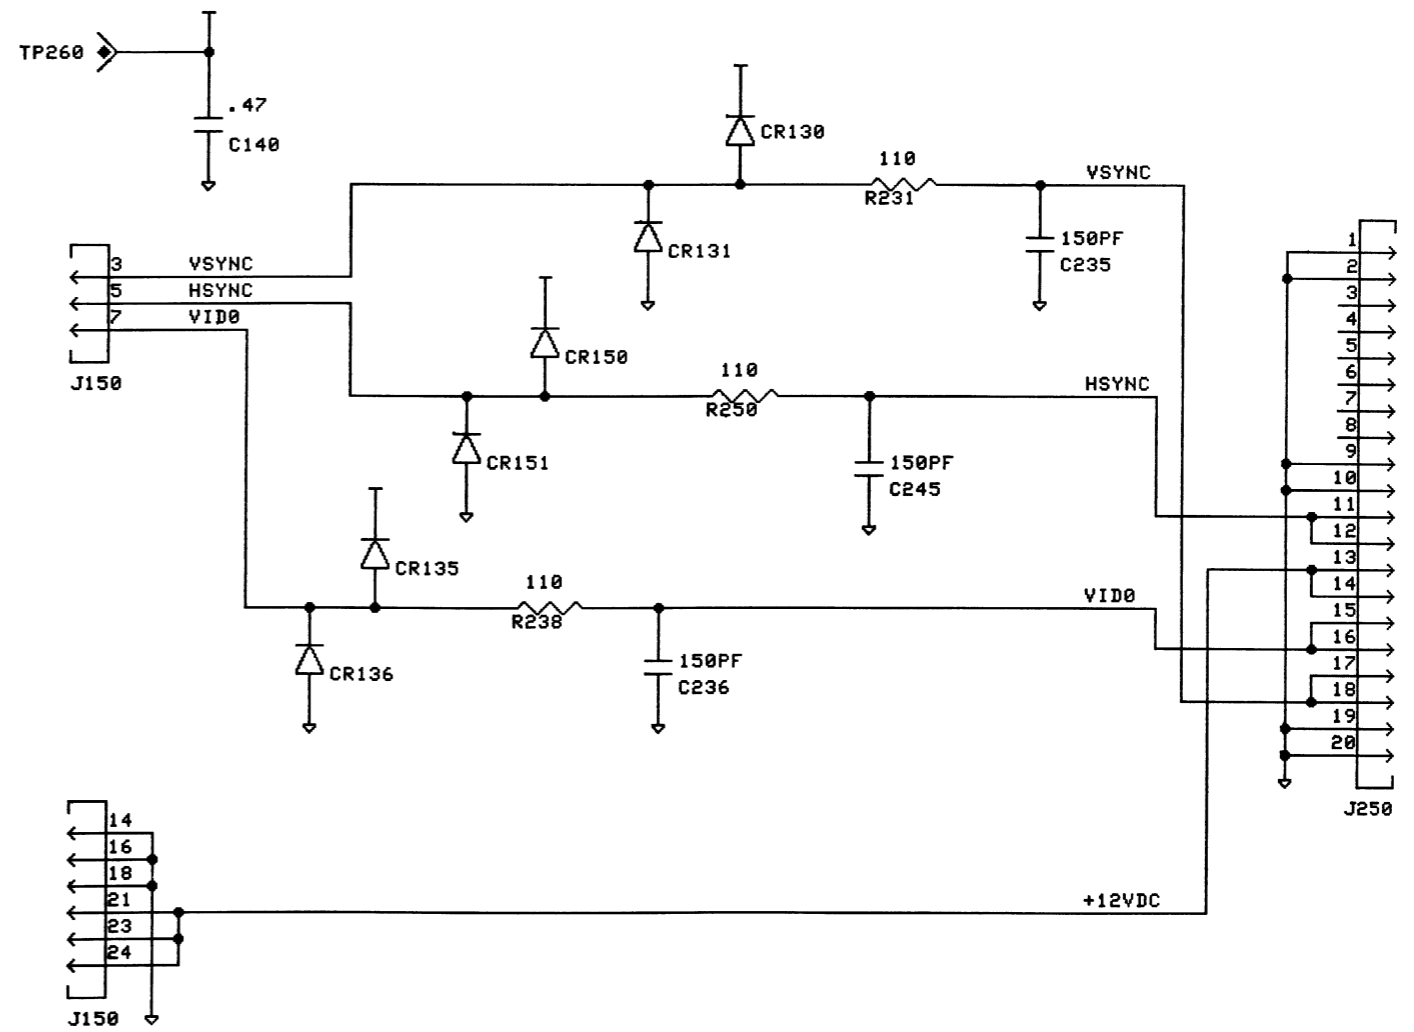 TP260
.47
C140
CR130
110
R231
VSYNC
CR131
150PF
C235
3 VSYNC
5 HSYNC
7 VID0
J150
CR150
110
R250
HSYNC
CR151
150PF
C245
CR135
110
R238
VID0
CR136
150PF
C236
1
2
3
4
5
6
7
8
9
10
11
12
13
14
15
16
17
18
19
20
J250
14
16
18
21
23
24
+12VDC
J150